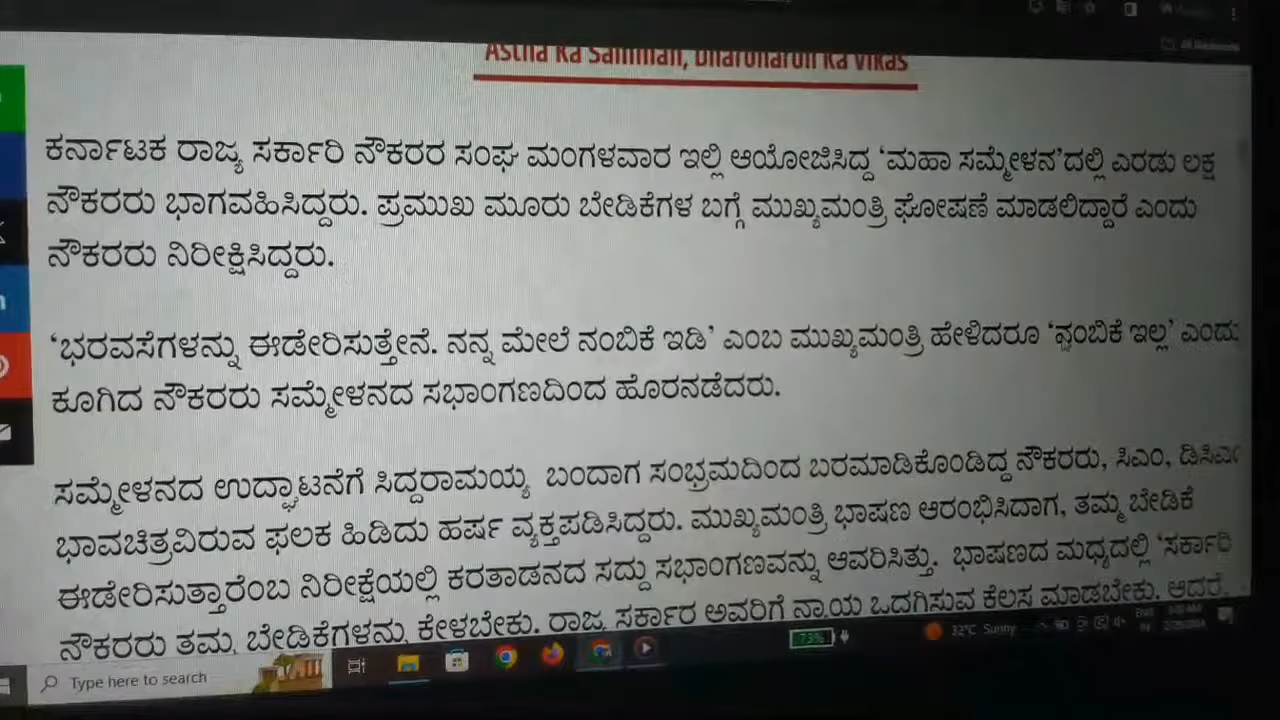 Astha Ka Samman, Dharoharon Ka Vikas
ಕರ್ನಾಟಕ ರಾಜ್ಯ ಸರ್ಕಾರಿ ನೌಕರರ ಸಂಘ ಮಂಗಳವಾರ ಇಲ್ಲಿ ಆಯೋಜಿಸಿದ್ದ ‘ಮಹಾ ಸಮ್ಮೇಳನ’ದಲ್ಲಿ ಎರಡು ಲಕ್ಷ
ನೌಕರರು ಭಾಗವಹಿಸಿದ್ದರು. ಪ್ರಮುಖ ಮೂರು ಬೇಡಿಕೆಗಳ ಬಗ್ಗೆ ಮುಖ್ಯಮಂತ್ರಿ ಘೋಷಣೆ ಮಾಡಲಿದ್ದಾರೆ ಎಂದು
ನೌಕರರು ನಿರೀಕ್ಷಿಸಿದ್ದರು.
‘ಭರವಸೆಗಳನ್ನು ಈಡೇರಿಸುತ್ತೇನೆ. ನನ್ನ ಮೇಲೆ ನಂಬಿಕೆ ಇಡಿ’ ಎಂಬ ಮುಖ್ಯಮಂತ್ರಿ ಹೇಳಿದರೂ ‘ನಂಬಿಕೆ ಇಲ್ಲ’ ಎಂದು
ಕೂಗಿದ ನೌಕರರು ಸಮ್ಮೇಳನದ ಸಭಾಂಗಣದಿಂದ ಹೊರನಡೆದರು.
ಸಮ್ಮೇಳನದ ಉದ್ಘಾಟನೆಗೆ ಸಿದ್ದರಾಮಯ್ಯ ಬಂದಾಗ ಸಂಭ್ರಮದಿಂದ ಬರಮಾಡಿಕೊಂಡಿದ್ದ ನೌಕರರು, ಸಿಎಂ,
ಭಾವಚಿತ್ರವಿರುವ ಫಲಕ ಹಿಡಿದು ಹರ್ಷ ವ್ಯಕ್ತಪಡಿಸಿದ್ದರು. ಮುಖ್ಯಮಂತ್ರಿ ಭಾಷಣ ಆರಂಭಿಸಿದಾಗ, ತಮ್ಮ ಬೇಡಿಕೆ
ಈಡೇರಿಸುತ್ತಾರೆಂಬ ನಿರೀಕ್ಷೆಯಲ್ಲಿ ಕರತಾಡನದ ಸದ್ದು ಸಭಾಂಗಣವನ್ನು ಆವರಿಸಿತ್ತು. ಭಾಷಣದ ಮಧ್ಯದಲ್ಲಿ ‘ಸರ್ಕಾರಿ
ನೌಕರರು ತಮ್ಮ ಬೇಡಿಕೆಗಳನ್ನು ಕೇಳಬೇಕು. ರಾಜ್ಯ ಸರ್ಕಾರ ಅವರಿಗೆ ನ್ಯಾಯ ಒದಗಿಸುವ ಕೆಲಸ ಮಾಡಬೇಕು. ಆದರೆ,
Type here to search
73%
32°C Sunny